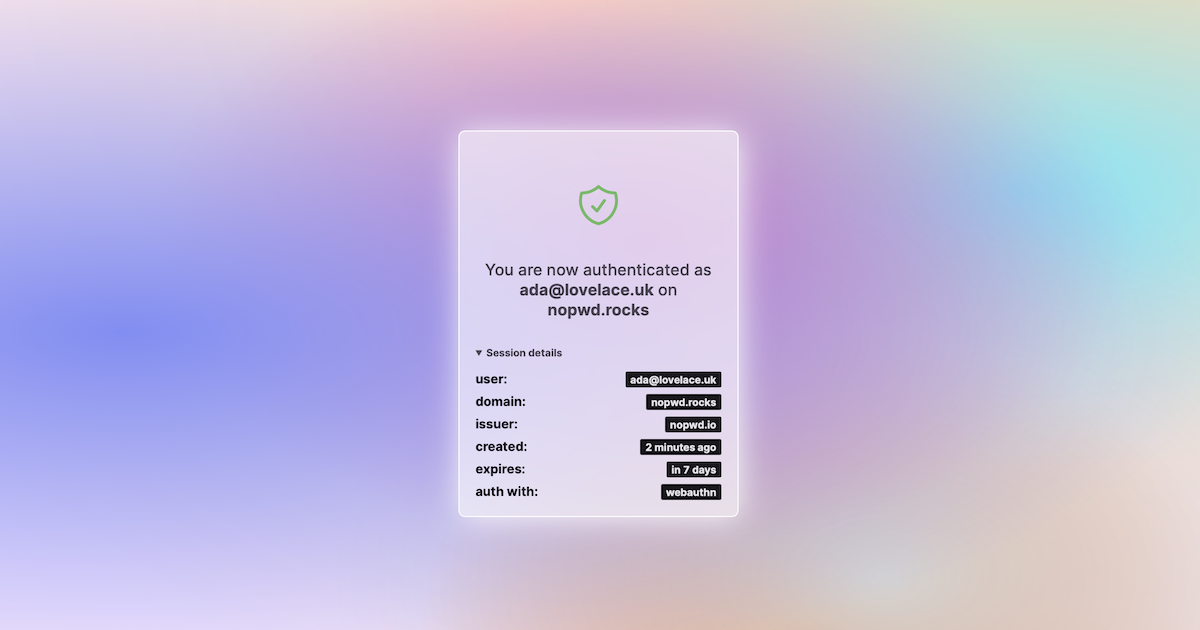 You are now authenticated as
ada@lovelace.uk on
nopwd.rocks
▼ Session details
user: ada@lovelace.uk
domain: nopwd.rocks
issuer: nopwd.io
created: 2 minutes ago
expires: in 7 days
auth with: webauthn